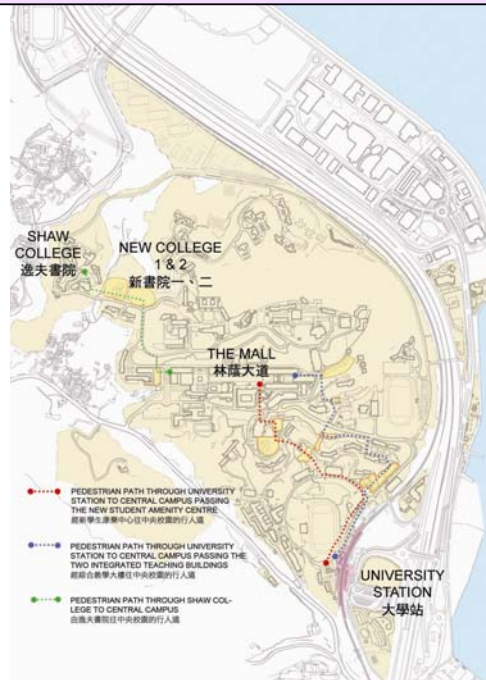 SHAW
COLLEGE
逸夫書院
NEW COLLEGE
1 & 2
新書院一、二
THE MALL
林蔭大道
PEDESTRIAN PATH THROUGH UNIVERSITY
STATION TO CENTRAL CAMPUS PASSING
THE NEW STUDENT AMENITY CENTRE
經新學生康樂中心往中央校園的行人道
PEDESTRIAN PATH THROUGH UNIVERSITY
STATION TO CENTRAL CAMPUS PASSING THE
TWO INTEGRATED TEACHING BUILDINGS
經綜合教學大樓往中央校園的行人道
PEDESTRIAN PATH THROUGH SHAW COL-
LEGE TO CENTRAL CAMPUS
由逸夫書院往中央校園的行人道
UNIVERSITY
STATION
大學站